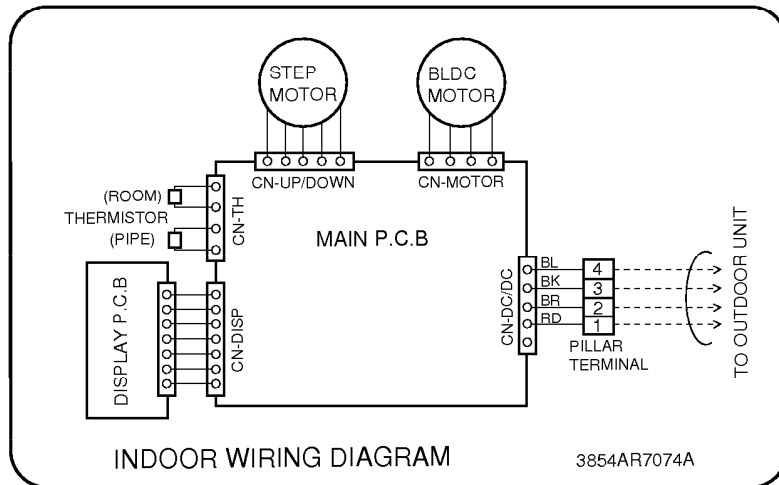 STEP
MOTOR
BLDC
MOTOR
CN-UP/DOWN
CN-MOTOR
(ROOM)
THERMISTOR
(PIPE)
CN-TH
MAIN P.C.B
DISPLAY P.C.B
CN-DISP
CN-DC/DC
BL
4
BK
3
BR
2
RD
1
PILLAR
TERMINAL
TO OUTDOOR UNIT
INDOOR WIRING DIAGRAM
3854AR7074A